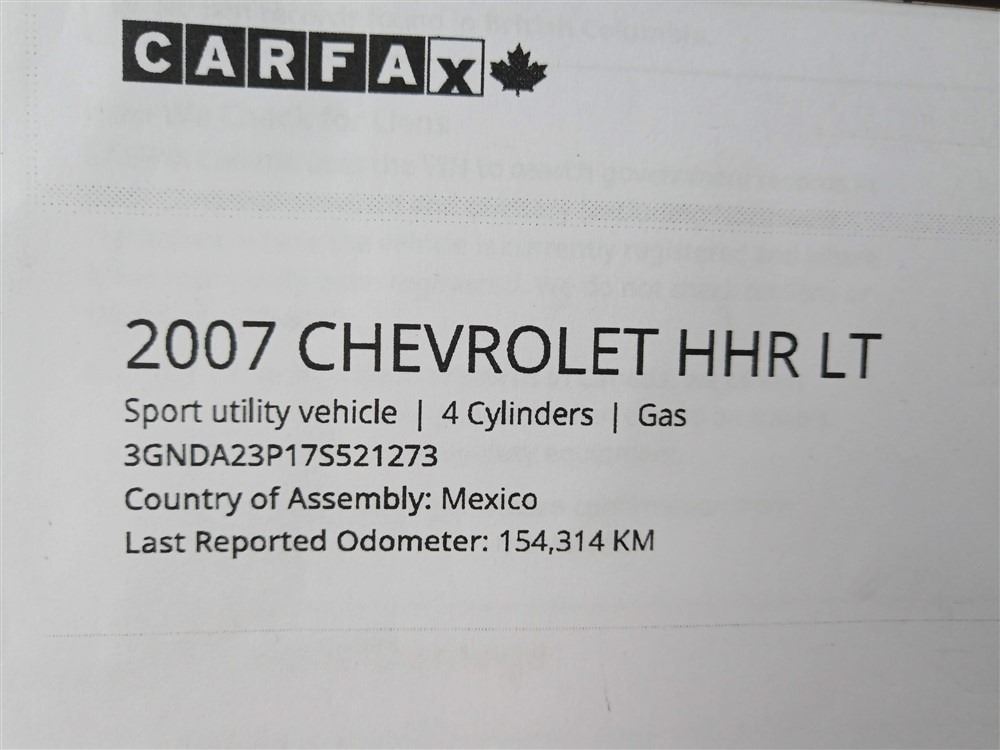 CARFAX
2007 CHEVROLET HHR LT
Sport utility vehicle | 4 Cylinders | Gas
3GNDA23P17S521273
Country of Assembly: Mexico
Last Reported Odometer: 154,314 KM